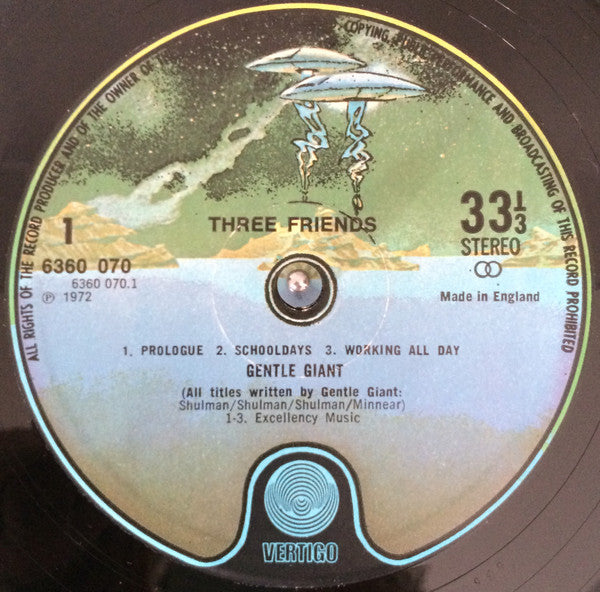 ALL RIGHTS OF THE RECORD PRODUCER AND OF THE OWNER OF THE
COPYING PERFORMANCE AND BROADCASTING OF THIS RECORD PROHIBITED
THREE FRIENDS
1
6360 070
6360 070.1
Ⓟ 1972
33⅓
STEREO
Made in England
1. PROLOGUE 2. SCHOOLDAYS 3. WORKING ALL DAY
GENTLE GIANT
(All titles written by Gentle Giant:
Shulman/Shulman/Shulman/Minnear)
1-3. Excellency Music
VERTIGO